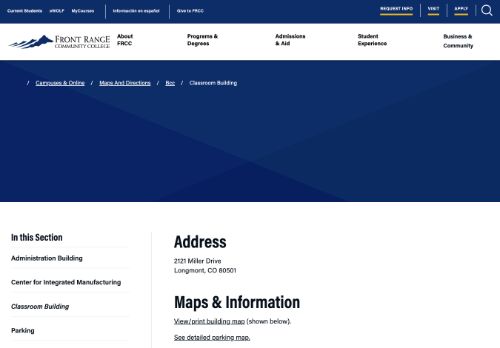 Current Students eWOLF MyCourses Información en español Give to FRCC REQUEST INFO VISIT APPLY
FRONT RANGE
COMMUNITY COLLEGE
About
FRCC
Programs &
Degrees
Admissions
& Aid
Student
Experience
Business &
Community
/ Campuses & Online / Maps And Directions / Bcc / Classroom Building
In this Section
Administration Building
Center for Integrated Manufacturing
Classroom Building
Parking
Address
2121 Miller Drive
Longmont, CO 80501
Maps & Information
View/print building map (shown below).
See detailed parking map.